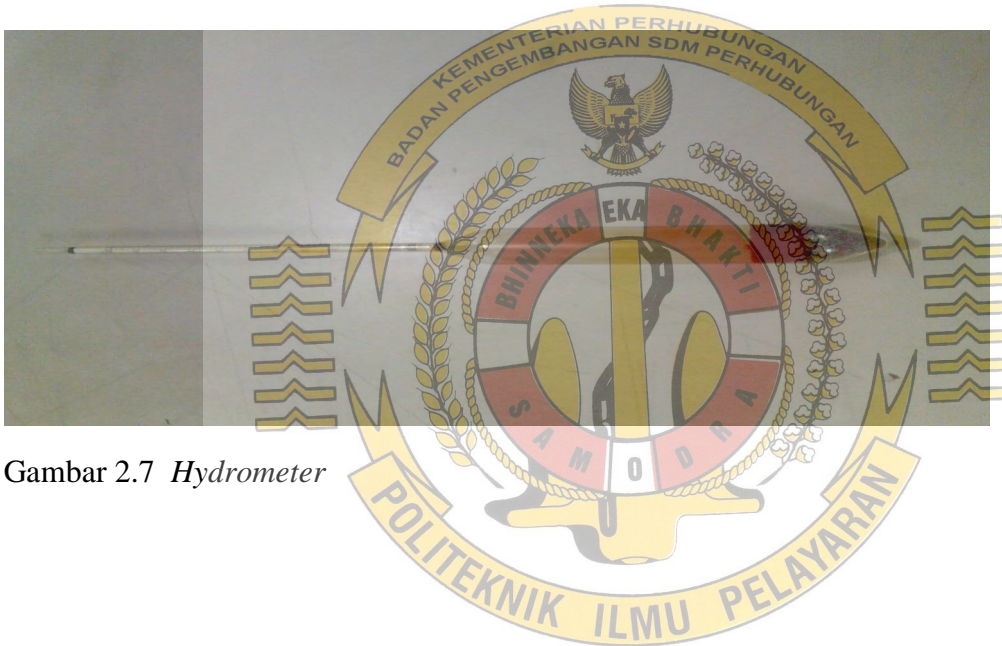 KEMENTERIAN PERHUBUNGAN
BADAN PENGEMBANGAN SDM PERHUBUNGAN
BHINNEKA EKA BHAKTI
SAMODRA
Gambar 2.7 Hydrometer
POLITEKNIK ILMU PELAYARAN